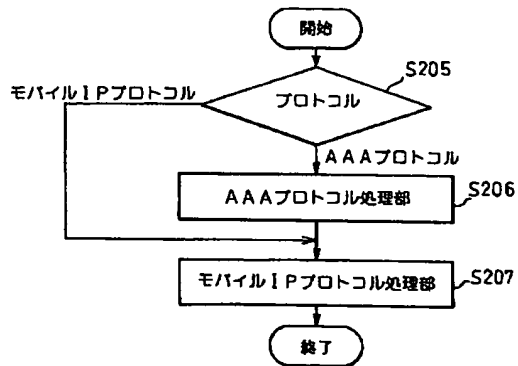 開始
S205
モバイルIPプロトコル
プロトコル
AAAプロトコル
AAAプロトコル処理部
S206
モバイルIPプロトコル処理部
S207
終了